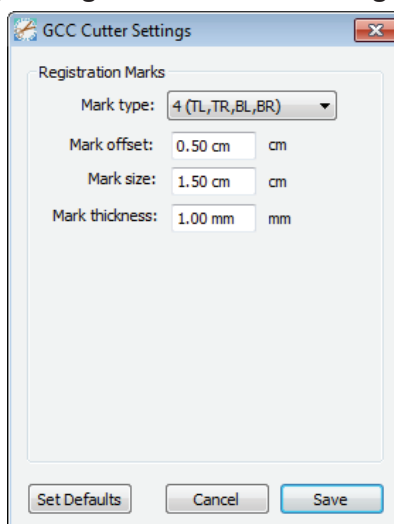 GCC Cutter Settings
Registration Marks
Mark type: 4 (TL,TR,BL,BR)
Mark offset: 0.50 cm cm
Mark size: 1.50 cm cm
Mark thickness: 1.00 mm mm
Set Defaults Cancel Save